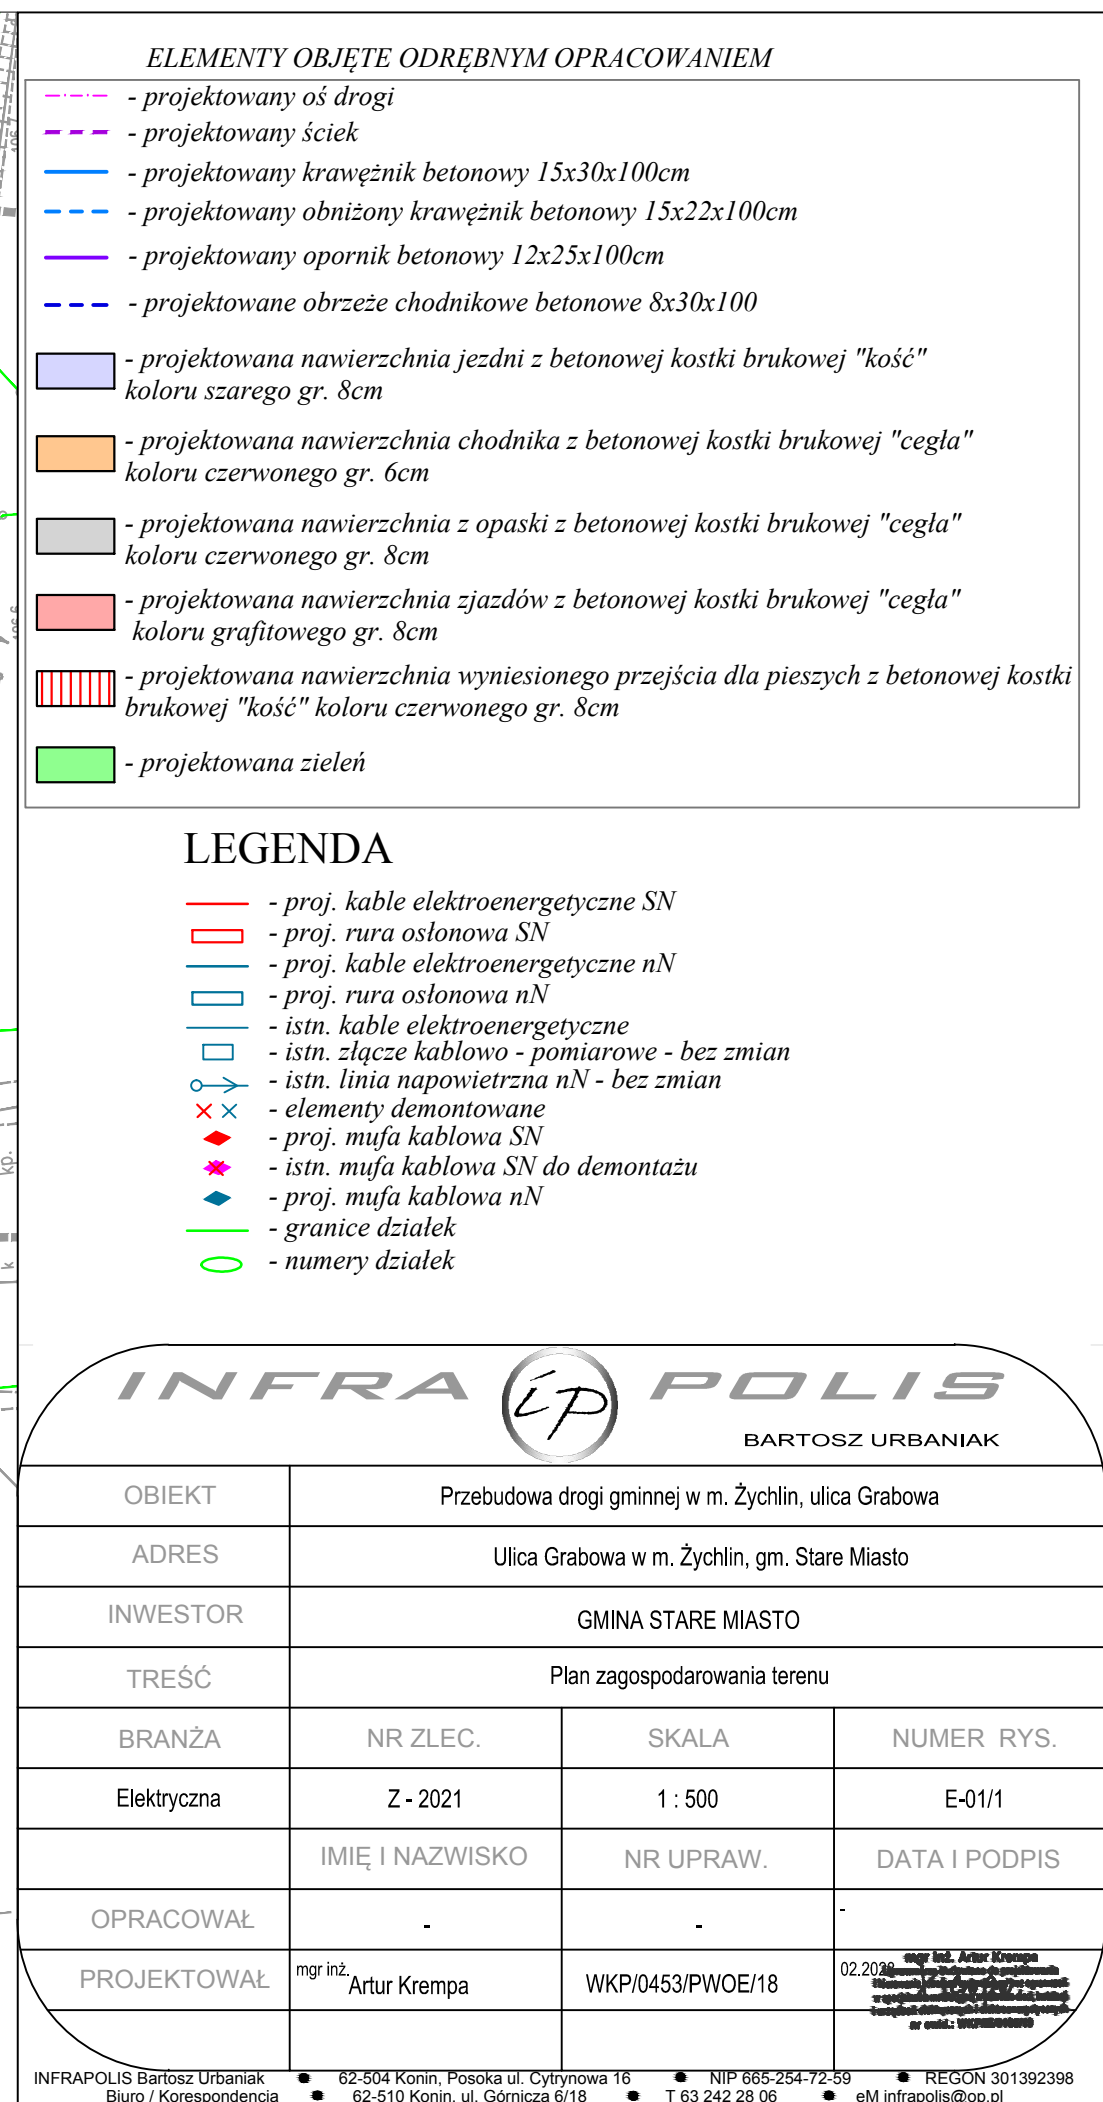 ELEMENTY OBJĘTE ODRĘBNYM OPRACOWANIEM
- projektowany oś drogi
- projektowany ściek
- projektowany krawężnik betonowy 15x30x100cm
- projektowany obniżony krawężnik betonowy 15x22x100cm
- projektowany opornik betonowy 12x25x100cm
- projektowane obrzeże chodnikowe betonowe 8x30x100
- projektowana nawierzchnia jezdni z betonowej kostki brukowej "kość"
koloru szarego gr. 8cm
- projektowana nawierzchnia chodnika z betonowej kostki brukowej "cegła"
koloru czerwonego gr. 6cm
- projektowana nawierzchnia z opaski z betonowej kostki brukowej "cegła"
koloru czerwonego gr. 8cm
- projektowana nawierzchnia zjazdów z betonowej kostki brukowej "cegła"
koloru grafitowego gr. 8cm
- projektowana nawierzchnia wyniesionego przejścia dla pieszych z betonowej kostki
brukowej "kość" koloru czerwonego gr. 8cm
- projektowana zieleń
LEGENDA
- proj. kable elektroenergetyczne SN
- proj. rura osłonowa SN
- proj. kable elektroenergetyczne nN
- proj. rura osłonowa nN
- istn. kable elektroenergetyczne
- istn. złącze kablowo - pomiarowe - bez zmian
- istn. linia napowietrzna nN - bez zmian
- elementy demontowane
- proj. mufa kablowa SN
- istn. mufa kablowa SN do demontażu
- proj. mufa kablowa nN
- granice działek
- numery działek
kp.
k
INFRA ip POLIS
BARTOSZ URBANIAK
OBIEKT Przebudowa drogi gminnej w m. Żychlin, ulica Grabowa
ADRES Ulica Grabowa w m. Żychlin, gm. Stare Miasto
INWESTOR GMINA STARE MIASTO
TREŚĆ Plan zagospodarowania terenu
BRANŻA NR ZLEC. SKALA NUMER RYS.
Elektryczna Z - 2021 1 : 500 E-01/1
IMIĘ I NAZWISKO NR UPRAW. DATA I PODPIS
OPRACOWAŁ - - -
PROJEKTOWAŁ mgr inż. Artur Krempa WKP/0453/PWOE/18
mgr inż. Artur Krempa
INFRAPOLIS Bartosz Urbaniak 62-504 Konin, Posoka ul. Cytrynowa 16 NIP 665-254-72-59 REGON 301392398
Biuro / Korespondencja 62-510 Konin, ul. Górnicza 6/18 T 63 242 28 06 eM infrapolis@op.pl